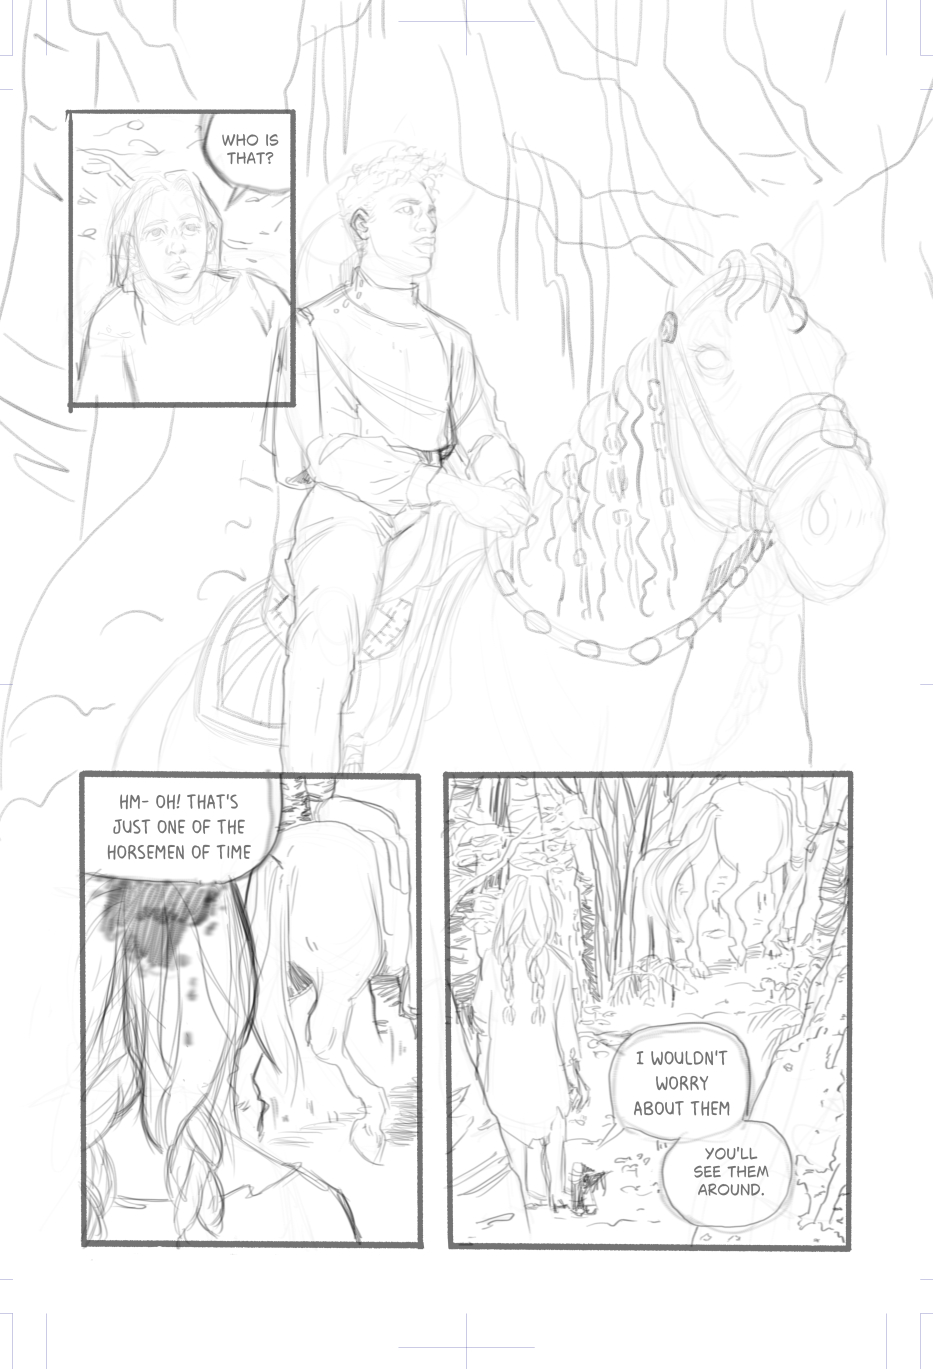 WHO IS
THAT?
HM- OH! THAT'S
JUST ONE OF THE
HORSEMEN OF TIME
I WOULDN'T
WORRY
ABOUT THEM
YOU'LL
SEE THEM
AROUND.